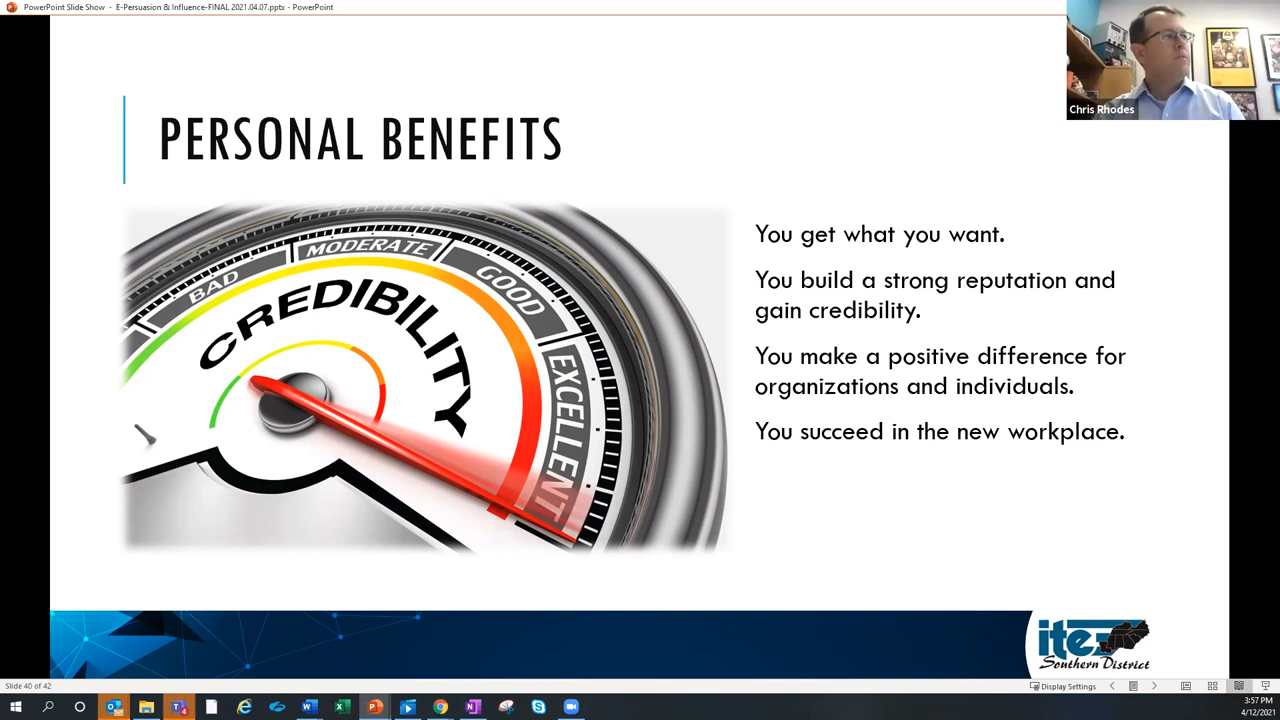 PowerPoint Slide Show - E-Persuasion & Influence-FINAL 2021.04.07.pptx - PowerPoint
Chris Rhodes
PERSONAL BENEFITS
BAD
MODERATE
GOOD
EXCELLENT
CREDIBILITY
You get what you want.
You build a strong reputation and
gain credibility.
You make a positive difference for
organizations and individuals.
You succeed in the new workplace.
ite
Southern District
Slide 40 of 42
Display Settings
3:57 PM
4/12/2021